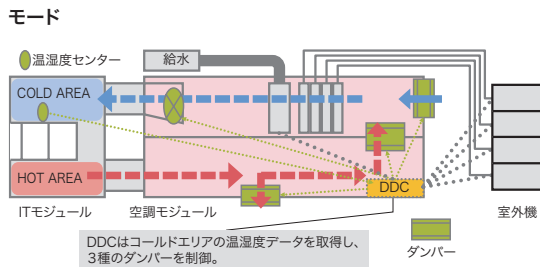 モード
温湿度センター
給水
COLD AREA
HOT AREA
DDC
ITモジュール
空調モジュール
室外機
ダンパー
DDCはコールドエリアの温湿度データを取得し、
3種のダンパーを制御。